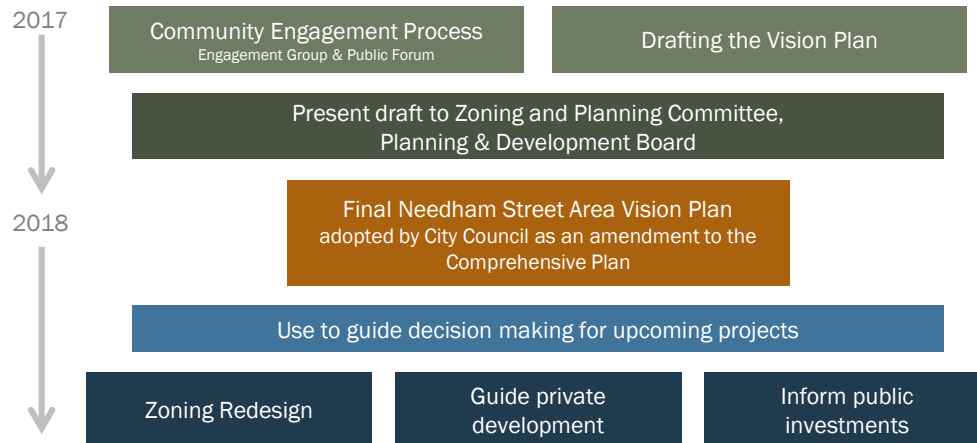 2017
Community Engagement Process
Engagement Group & Public Forum
Drafting the Vision Plan
Present draft to Zoning and Planning Committee,
Planning & Development Board
2018
Final Needham Street Area Vision Plan
adopted by City Council as an amendment to the
Comprehensive Plan
Use to guide decision making for upcoming projects
Zoning Redesign
Guide private
development
Inform public
investments